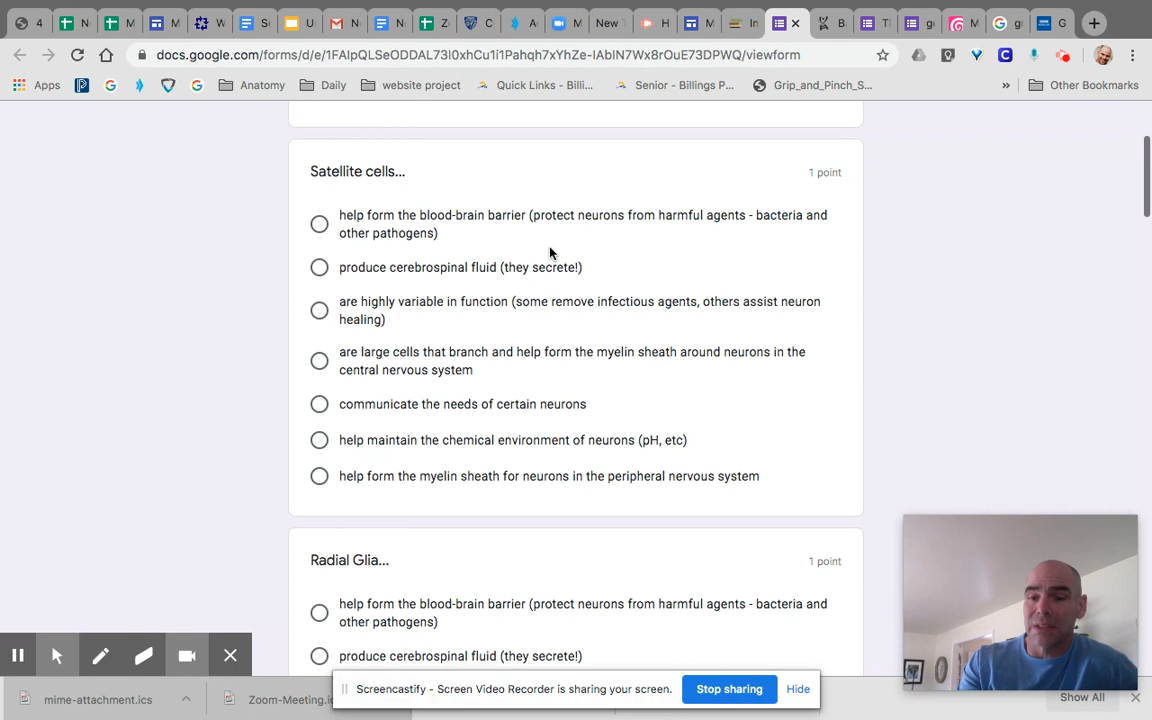 4
N
M
M
W
S
U
N
N
Z
C
A
M
New T
H
M
In
B
T
g
M
g
G
docs.google.com/forms/d/e/1FAIpQLSeODDAL73I0xhCu1i1Pahqh7xYhZe-IAbIN7Wx8rOuE73DPWQ/viewform
Apps
Anatomy
Daily
website project
Quick Links - Billi...
Senior - Billings P...
Grip_and_Pinch_S...
»
Other Bookmarks
Satellite cells...
1 point
help form the blood-brain barrier (protect neurons from harmful agents - bacteria and
other pathogens)
produce cerebrospinal fluid (they secrete!)
are highly variable in function (some remove infectious agents, others assist neuron
healing)
are large cells that branch and help form the myelin sheath around neurons in the
central nervous system
communicate the needs of certain neurons
help maintain the chemical environment of neurons (pH, etc)
help form the myelin sheath for neurons in the peripheral nervous system
Radial Glia...
1 point
help form the blood-brain barrier (protect neurons from harmful agents - bacteria and
other pathogens)
produce cerebrospinal fluid (they secrete!)
mime-attachment.ics
Zoom-Meeting.ic
Screencastify - Screen Video Recorder is sharing your screen.
Stop sharing
Hide
Show All